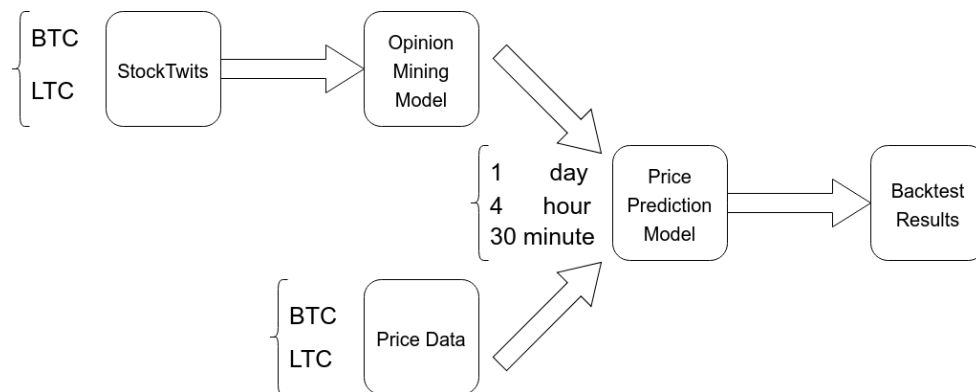 BTC
LTC
StockTwits
Opinion
Mining
Model
1 day
4 hour
30 minute
Price
Prediction
Model
Backtest
Results
BTC
LTC
Price Data